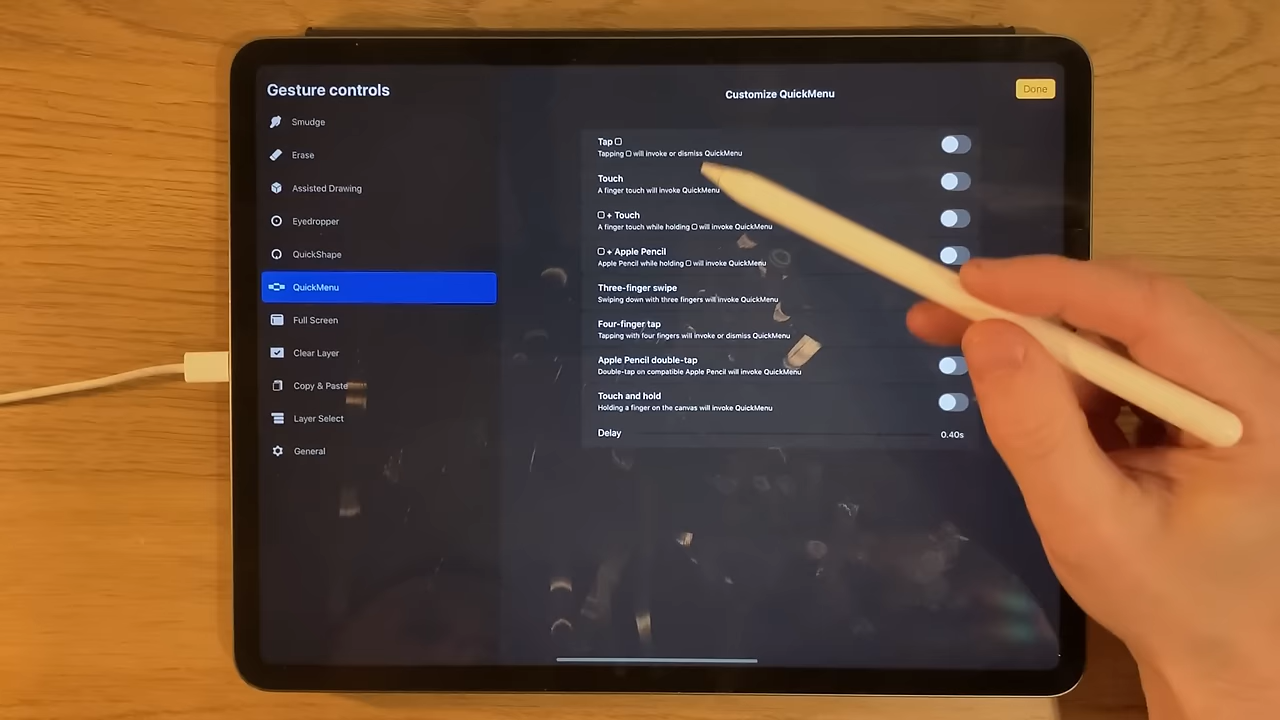 Gesture controls
Smudge
Erase
Assisted Drawing
Eyedropper
QuickShape
QuickMenu
Full Screen
Clear Layer
Copy & Paste
Layer Select
General
Customize QuickMenu
Done
Tap ▢
Tapping ▢ will invoke or dismiss QuickMenu
Touch
A finger touch will invoke QuickMenu
▢ + Touch
A finger touch while holding ▢ will invoke QuickMenu
▢ + Apple Pencil
Apple Pencil while holding ▢ will invoke QuickMenu
Three-finger swipe
Swiping down with three fingers will invoke QuickMenu
Four-finger tap
Tapping with four fingers will invoke or dismiss QuickMenu
Apple Pencil double-tap
Double-tap on compatible Apple Pencil will invoke QuickMenu
Touch and hold
Holding a finger on the canvas will invoke QuickMenu
Delay 0.40s